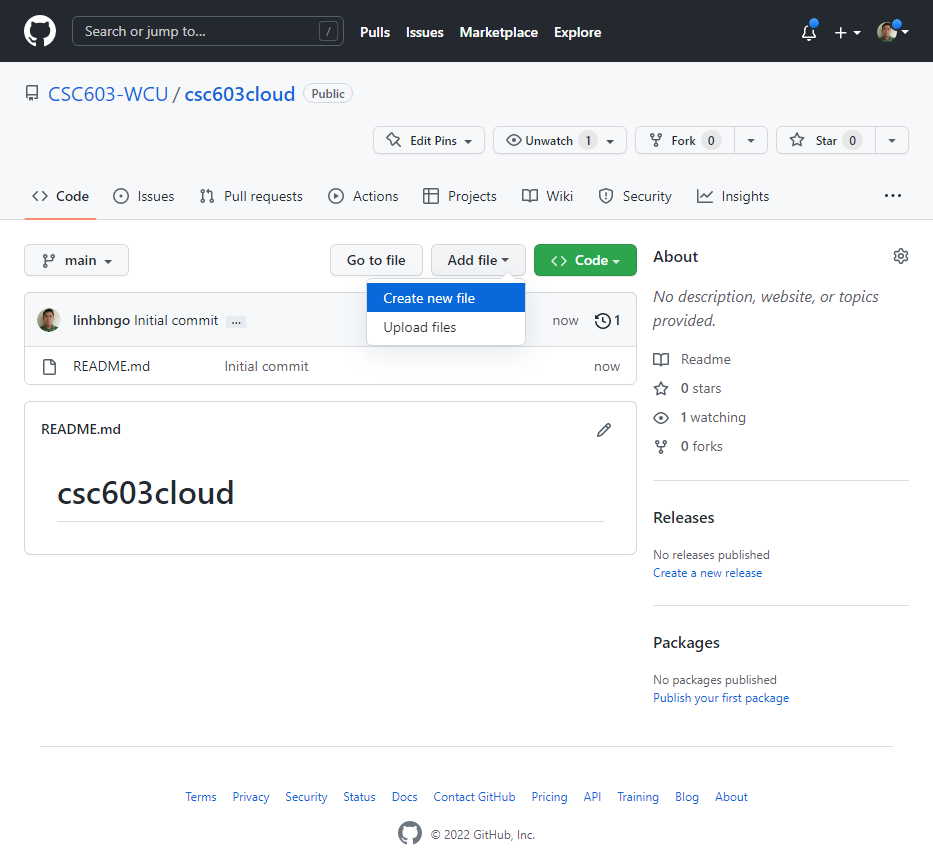 Search or jump to... / Pulls Issues Marketplace Explore
CSC603-WCU / csc603cloud Public
Edit Pins Unwatch 1 Fork 0 Star 0
Code Issues Pull requests Actions Projects Wiki Security Insights ...
main Go to file Add file Code
Create new file
Upload files
linhbngo Initial commit ... now 1
README.md Initial commit now
README.md
csc603cloud
About
No description, website, or topics
provided.
Readme
0 stars
1 watching
0 forks
Releases
No releases published
Create a new release
Packages
No packages published
Publish your first package
Terms Privacy Security Status Docs Contact GitHub Pricing API Training Blog About
© 2022 GitHub, Inc.